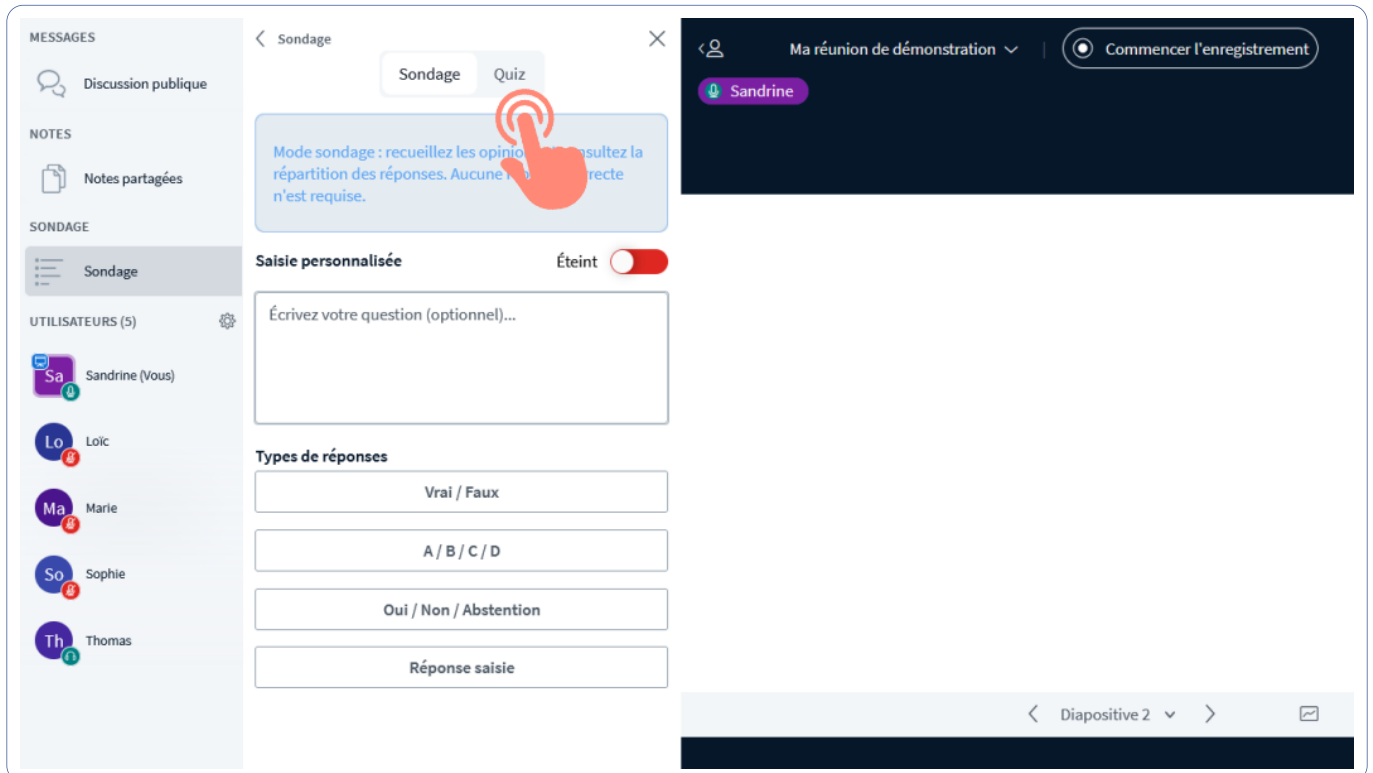 MESSAGES
Discussion publique
NOTES
Notes partagées
SONDAGE
Sondage
UTILISATEURS (5)
Sa
Sandrine (Vous)
Lo
Loïc
Ma
Marie
So
Sophie
Th
Thomas
Sondage
Sondage Quiz
Mode sondage : recueillez les la
répartition des réponses. Aucune
n'est requise.
Saisie personnalisée Éteint
Écrivez votre question (optionnel)...
Types de réponses
Vrai / Faux
A / B / C / D
Oui / Non / Abstention
Réponse saisie
Ma réunion de démonstration Commencer l'enregistrement
Sandrine
Diapositive 2